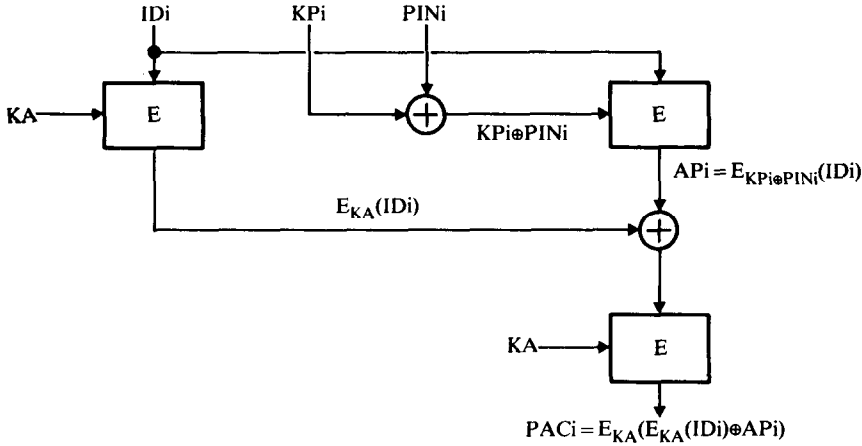 IDi
KPi
PINi
KA
E
+
KPi⊕PINi
E
APi = E_KPi⊕PINi(IDi)
E_KA(IDi)
+
KA
E
PACi = E_KA(E_KA(IDi)⊕APi)